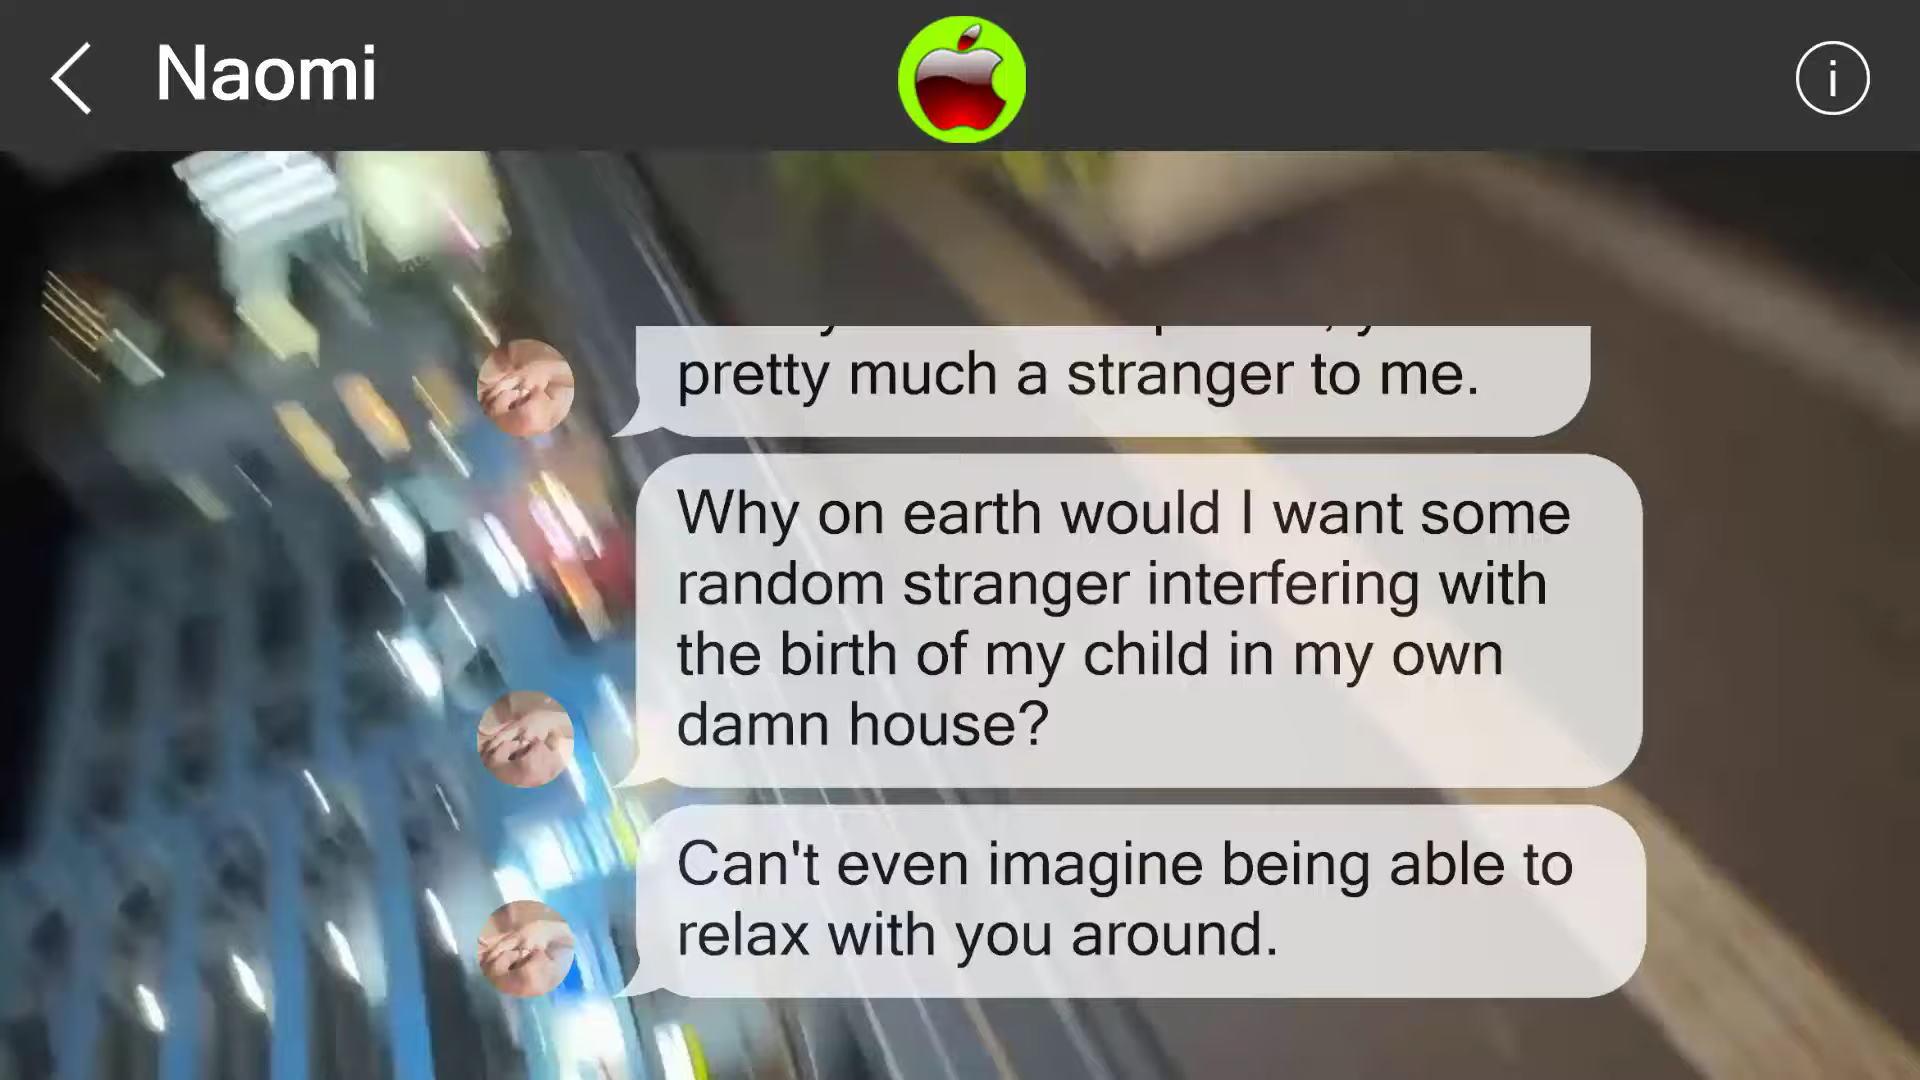 Naomi
pretty much a stranger to me.
Why on earth would I want some
random stranger interfering with
the birth of my child in my own
damn house?
Can't even imagine being able to
relax with you around.